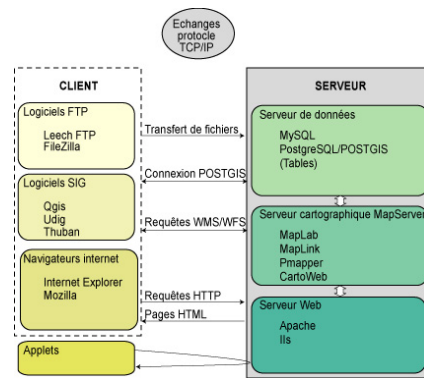 Echanges
protocle
TCP/IP
CLIENT
Logiciels FTP
Leech FTP
FileZilla
Logiciels SIG
Qgis
Udig
Thuban
Navigateurs internet
Internet Explorer
Mozilla
Applets
Transfert de fichiers
Connexion POSTGIS
Requêtes WMS/WFS
Requêtes HTTP
Pages HTML
SERVEUR
Serveur de données
MySQL
PostgreSQL/POSTGIS
(Tables)
Serveur cartographique MapServer
MapLab
MapLink
Pmapper
CartoWeb
Serveur Web
Apache
IIs